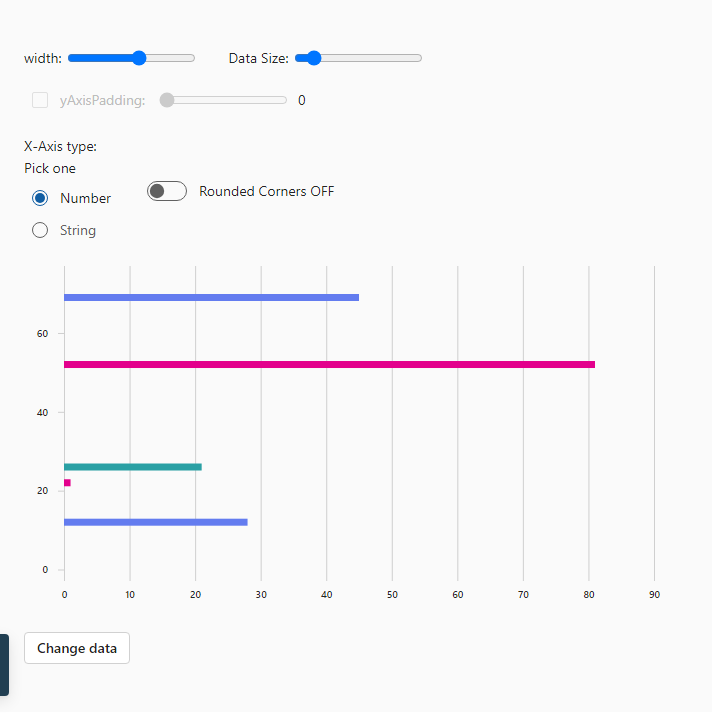 width: Data Size:
yAxisPadding: 0
X-Axis type:
Pick one
Number Rounded Corners OFF
String
60
40
20
0
0 10 20 30 40 50 60 70 80 90
Change data